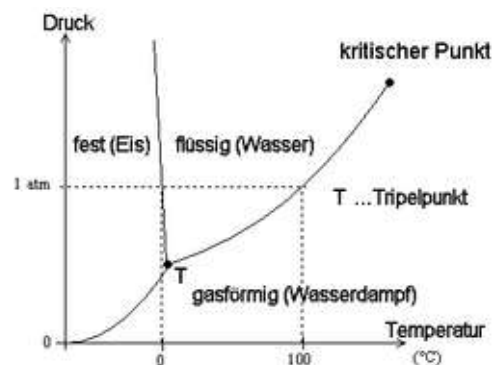 Druck
kritischer Punkt
fest (Eis) flüssig (Wasser)
1 atm
T ...Tripelpunkt
T
gasförmig (Wasserdampf)
Temperatur
0
0 100 (°C)